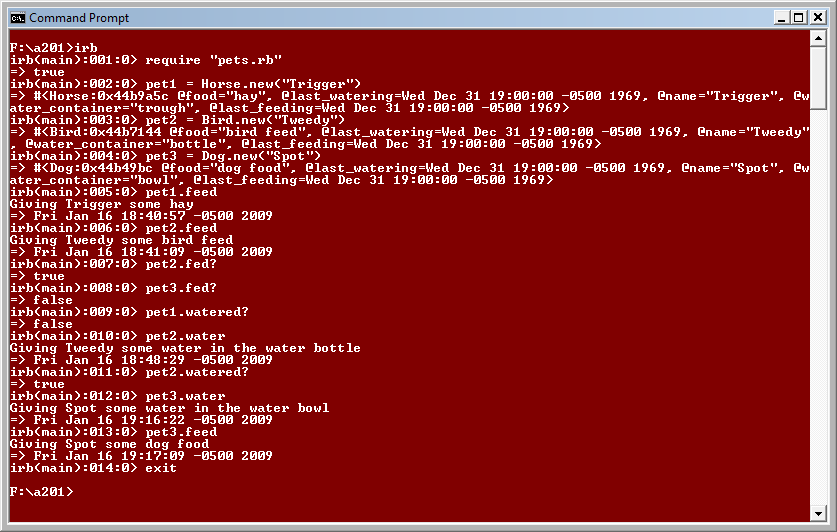 Command Prompt
F:\a201>irb
irb(main):001:0> require "pets.rb"
=> true
irb(main):002:0> pet1 = Horse.new("Trigger")
=> #<Horse:0x44b9a5c @food="hay", @last_watering=Wed Dec 31 19:00:00 -0500 1969, @name="Trigger", @w
ater_container="trough", @last_feeding=Wed Dec 31 19:00:00 -0500 1969>
irb(main):003:0> pet2 = Bird.new("Tweedy")
=> #<Bird:0x44b7144 @food="bird feed", @last_watering=Wed Dec 31 19:00:00 -0500 1969, @name="Tweedy"
, @water_container="bottle", @last_feeding=Wed Dec 31 19:00:00 -0500 1969>
irb(main):004:0> pet3 = Dog.new("Spot")
=> #<Dog:0x44b49bc @food="dog food", @last_watering=Wed Dec 31 19:00:00 -0500 1969, @name="Spot", @wa
ter_container="bowl", @last_feeding=Wed Dec 31 19:00:00 -0500 1969>
irb(main):005:0> pet1.feed
Giving Trigger some hay
=> Fri Jan 16 18:40:57 -0500 2009
irb(main):006:0> pet2.feed
Giving Tweedy some bird feed
=> Fri Jan 16 18:41:09 -0500 2009
irb(main):007:0> pet2.fed?
=> true
irb(main):008:0> pet3.fed?
=> false
irb(main):009:0> pet1.watered?
=> false
irb(main):010:0> pet2.water
Giving Tweedy some water in the water bottle
=> Fri Jan 16 18:48:29 -0500 2009
irb(main):011:0> pet2.watered?
=> true
irb(main):012:0> pet3.water
Giving Spot some water in the water bowl
=> Fri Jan 16 19:16:22 -0500 2009
irb(main):013:0> pet3.feed
Giving Spot some dog food
=> Fri Jan 16 19:17:09 -0500 2009
irb(main):014:0> exit
F:\a201>